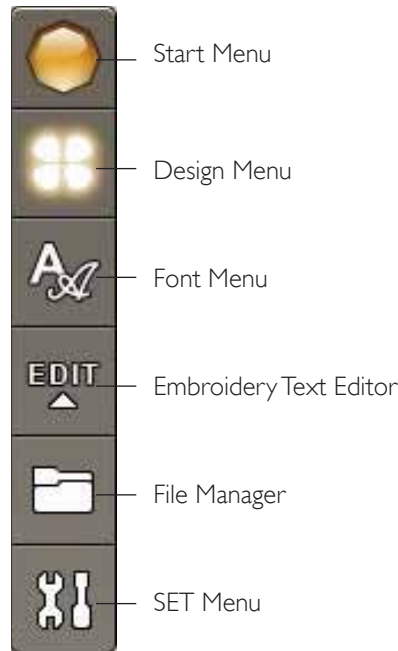 Start Menu
Design Menu
A A Font Menu
EDIT Embroidery Text Editor
File Manager
SET Menu